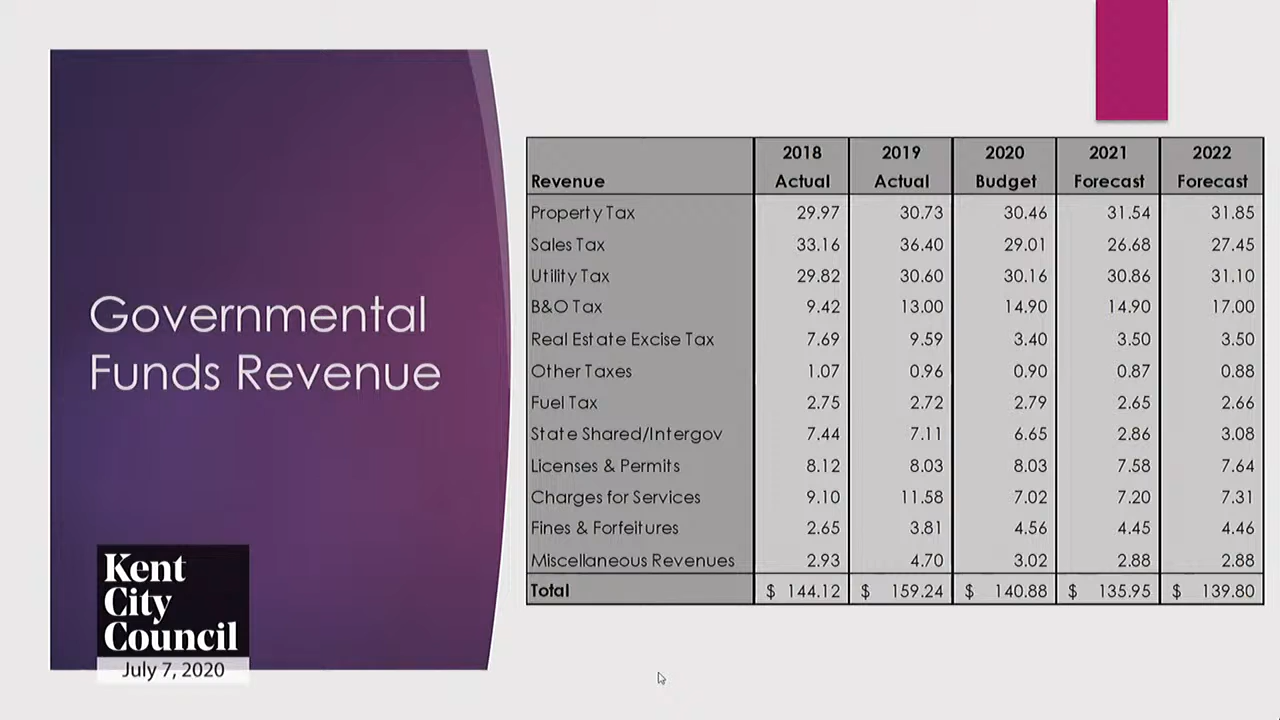 Governmental
Funds Revenue
Kent
City
Council
July 7, 2020
2018 2019 2020 2021 2022
Revenue Actual Actual Budget Forecast Forecast
Property Tax 29.97 30.73 30.46 31.54 31.85
Sales Tax 33.16 36.40 29.01 26.68 27.45
Utility Tax 29.82 30.60 30.16 30.86 31.10
B&O Tax 9.42 13.00 14.90 14.90 17.00
Real Estate Excise Tax 7.69 9.59 3.40 3.50 3.50
Other Taxes 1.07 0.96 0.90 0.87 0.88
Fuel Tax 2.75 2.72 2.79 2.65 2.66
State Shared/Intergov 7.44 7.11 6.65 2.86 3.08
Licenses & Permits 8.12 8.03 8.03 7.58 7.64
Charges for Services 9.10 11.58 7.02 7.20 7.31
Fines & Forfeitures 2.65 3.81 4.56 4.45 4.46
Miscellaneous Revenues 2.93 4.70 3.02 2.88 2.88
Total $ 144.12 $ 159.24 $ 140.88 $ 135.95 $ 139.80